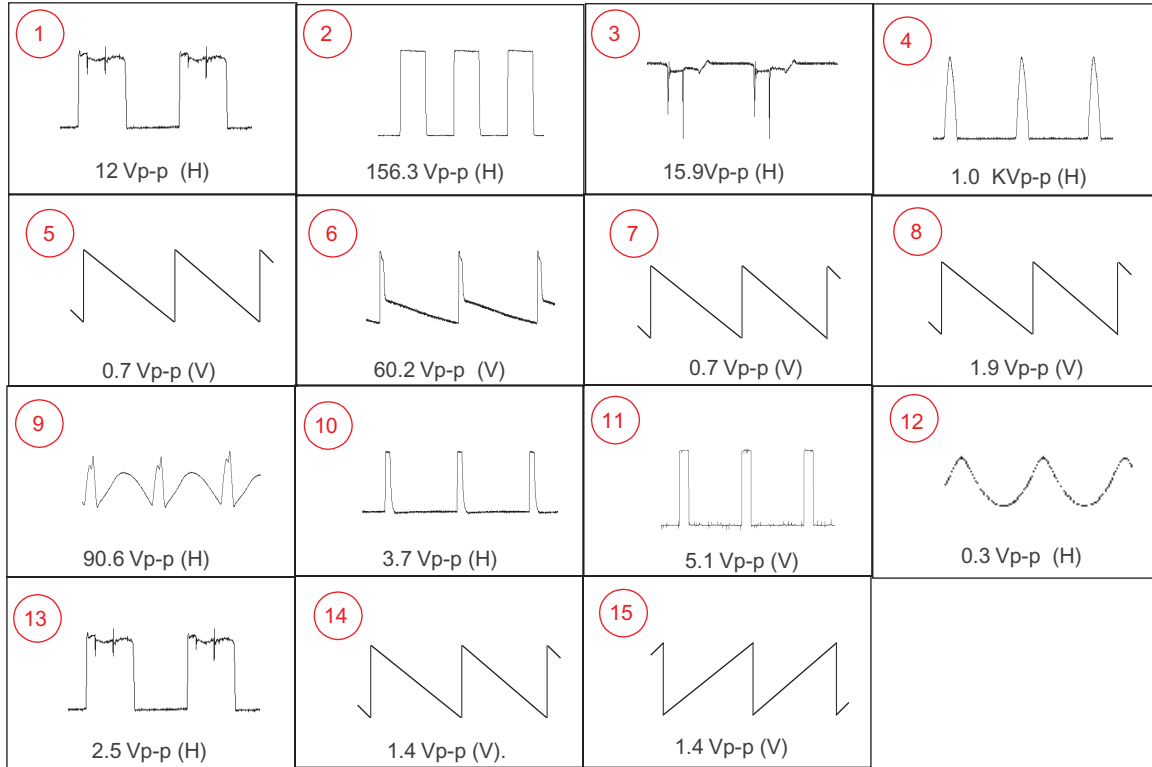 1
12 Vp-p (H)
2
156.3 Vp-p (H)
3
15.9Vp-p (H)
4
1.0 KVp-p (H)
5
0.7 Vp-p (V)
6
60.2 Vp-p (V)
7
0.7 Vp-p (V)
8
1.9 Vp-p (V)
9
90.6 Vp-p (H)
10
3.7 Vp-p (H)
11
5.1 Vp-p (V)
12
0.3 Vp-p (H)
13
2.5 Vp-p (H)
14
1.4 Vp-p (V).
15
1.4 Vp-p (V)